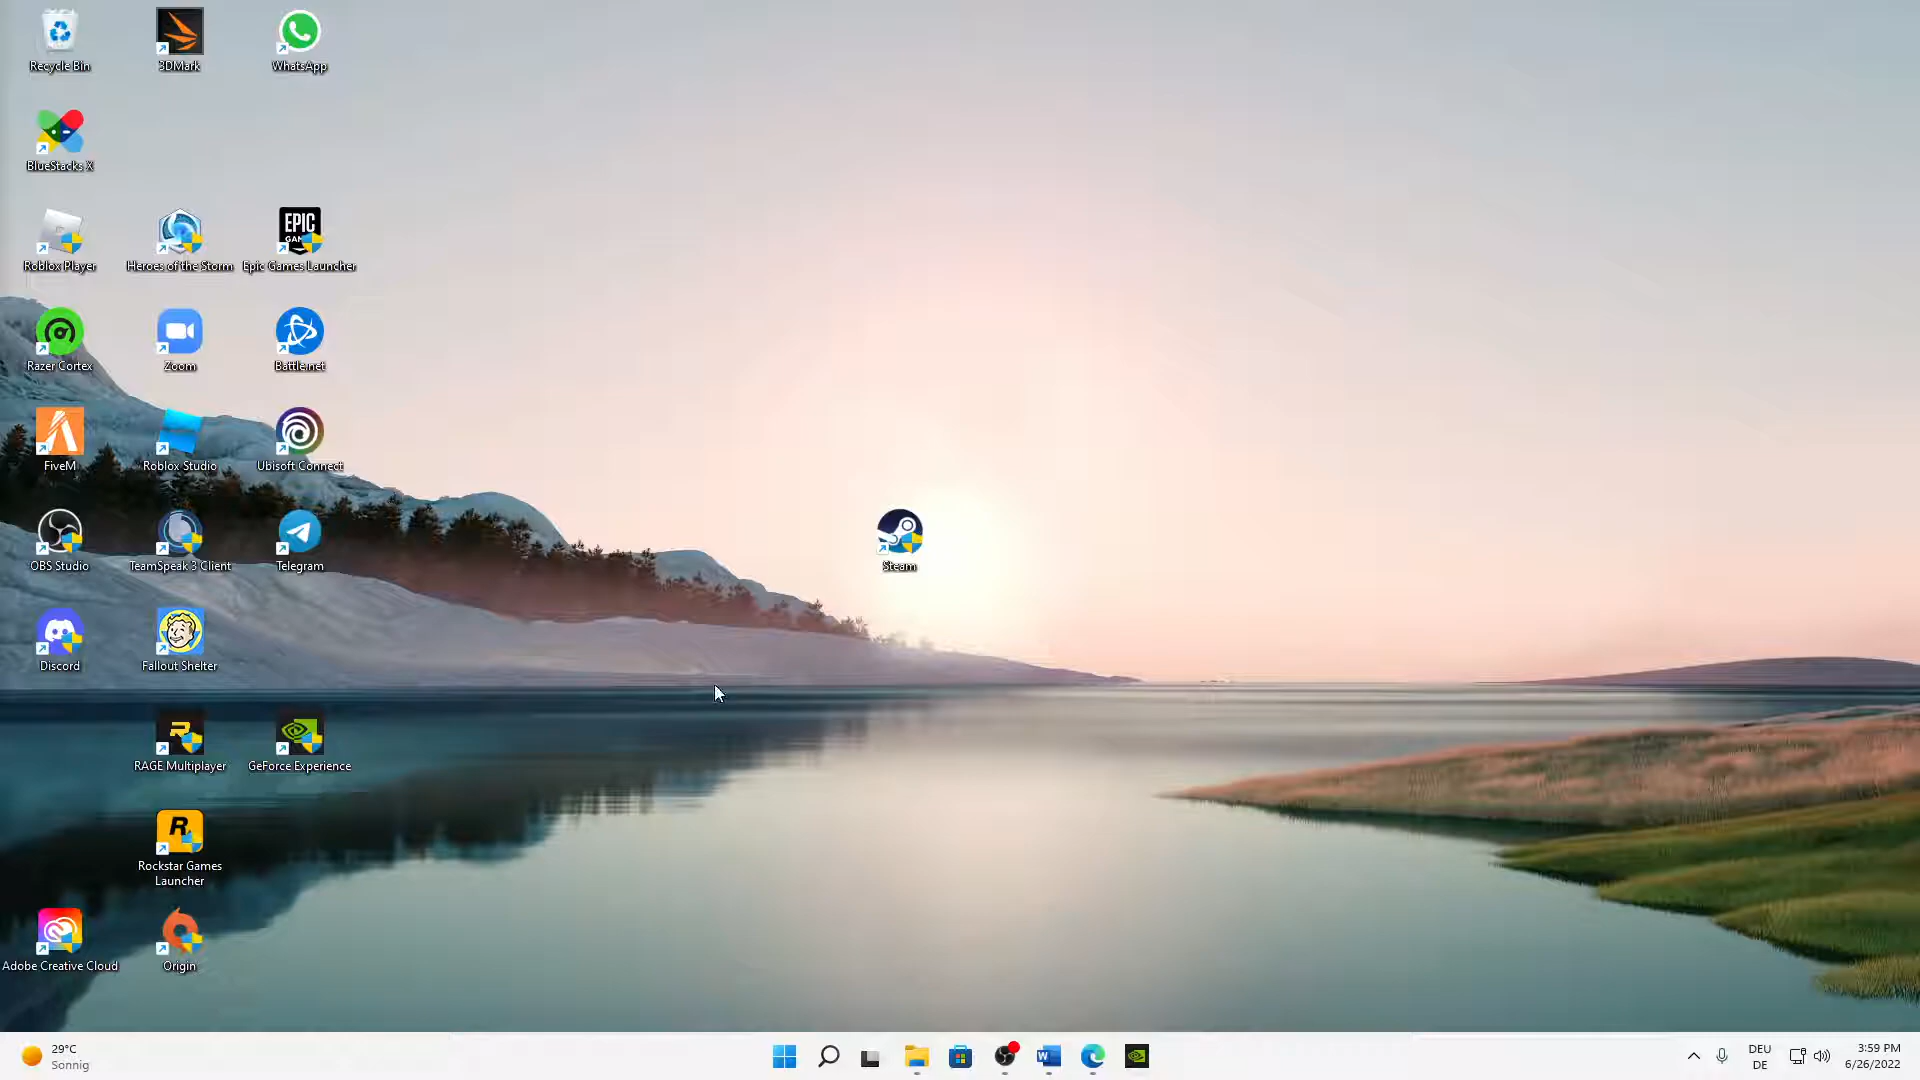 Recycle Bin
3DMark
WhatsApp
BlueStacks X
EPIC
GAMES
Roblox Player
Heroes of the Storm
Epic Games Launcher
Razer Cortex
Zoom
Battle.net
FiveM
Roblox Studio
Ubisoft Connect
OBS Studio
TeamSpeak 3 Client
Telegram
Steam
Discord
Fallout Shelter
RAGE Multiplayer
GeForce Experience
Rockstar Games
Launcher
Adobe Creative Cloud
Origin
29°C
Sonnig
DEU
DE
3:59 PM
6/26/2022